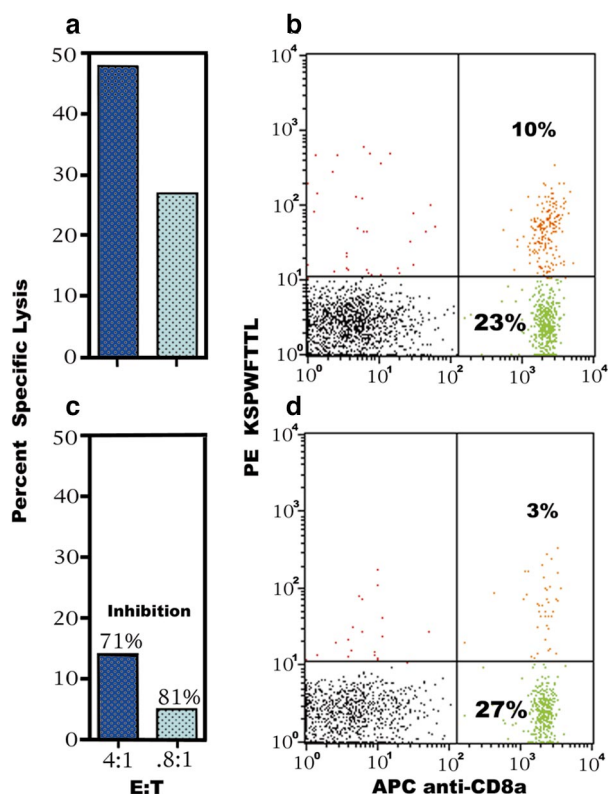 a
b
50
40
30
20
10
0
Percent Specific Lysis
10⁴
10³
10²
10¹
10⁰
10%
23%
10⁰ 10¹ 10² 10³ 10⁴
PE KSPWFTTL
c
d
50
40
30
20
10
0
Inhibition
71%
81%
4:1 .8:1
E:T
10⁴
10³
10²
10¹
10⁰
3%
27%
10⁰ 10¹ 10² 10³ 10⁴
APC anti-CD8a